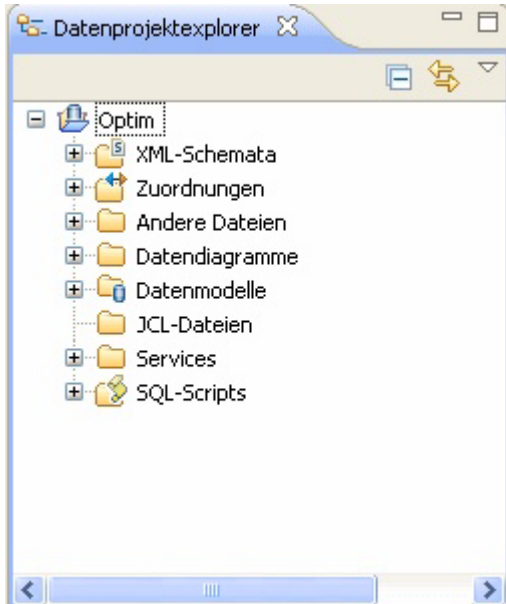 Datenprojektexplorer
Optim
XML-Schemata
Zuordnungen
Andere Dateien
Datendiagramme
Datenmodelle
JCL-Dateien
Services
SQL-Scripts